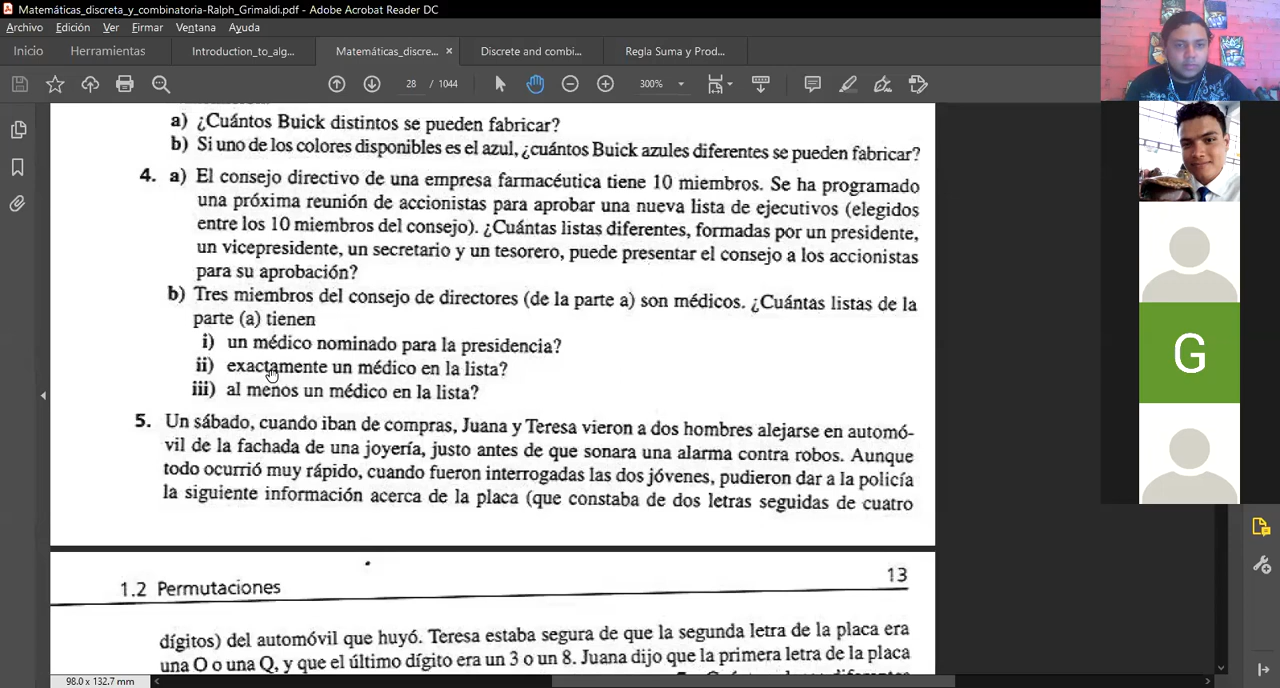 Matemáticas_discreta_y_combinatoria-Ralph_Grimaldi.pdf - Adobe Acrobat Reader DC
Archivo Edición Ver Firmar Ventana Ayuda
Inicio Herramientas Introduction_to_alg... Matemáticas_discre... × Discrete and combi... Regla Suma y Prod...
28 / 1044 300%
a) ¿Cuántos Buick distintos se pueden fabricar?
b) Si uno de los colores disponibles es el azul, ¿cuántos Buick azules diferentes se pueden fabricar?
4. a) El consejo directivo de una empresa farmacéutica tiene 10 miembros. Se ha programado
una próxima reunión de accionistas para aprobar una nueva lista de ejecutivos (elegidos
entre los 10 miembros del consejo). ¿Cuántas listas diferentes, formadas por un presidente,
un vicepresidente, un secretario y un tesorero, puede presentar el consejo a los accionistas
para su aprobación?
b) Tres miembros del consejo de directores (de la parte a) son médicos. ¿Cuántas listas de la
parte (a) tienen
i) un médico nominado para la presidencia?
ii) exactamente un médico en la lista?
iii) al menos un médico en la lista?
5. Un sábado, cuando iban de compras, Juana y Teresa vieron a dos hombres alejarse en automó-
vil de la fachada de una joyería, justo antes de que sonara una alarma contra robos. Aunque
todo ocurrió muy rápido, cuando fueron interrogadas las dos jóvenes, pudieron dar a la policía
la siguiente información acerca de la placa (que constaba de dos letras seguidas de cuatro
1.2 Permutaciones 13
dígitos) del automóvil que huyó. Teresa estaba segura de que la segunda letra de la placa era
una O o una Q, y que el último dígito era un 3 o un 8. Juana dijo que la primera letra de la placa
98.0 x 132.7 mm
G